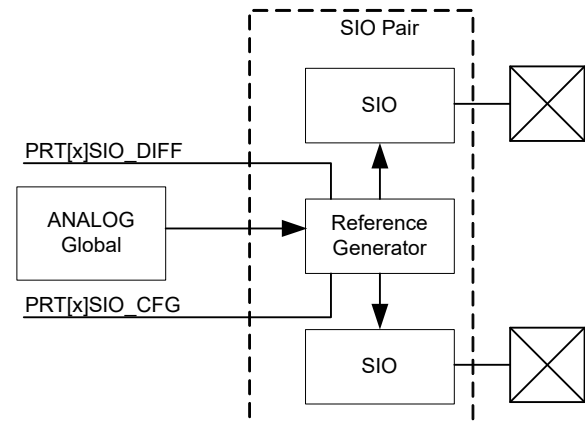 SIO Pair
SIO
PRT[x]SIO_DIFF
ANALOG
Global
Reference
Generator
PRT[x]SIO_CFG
SIO